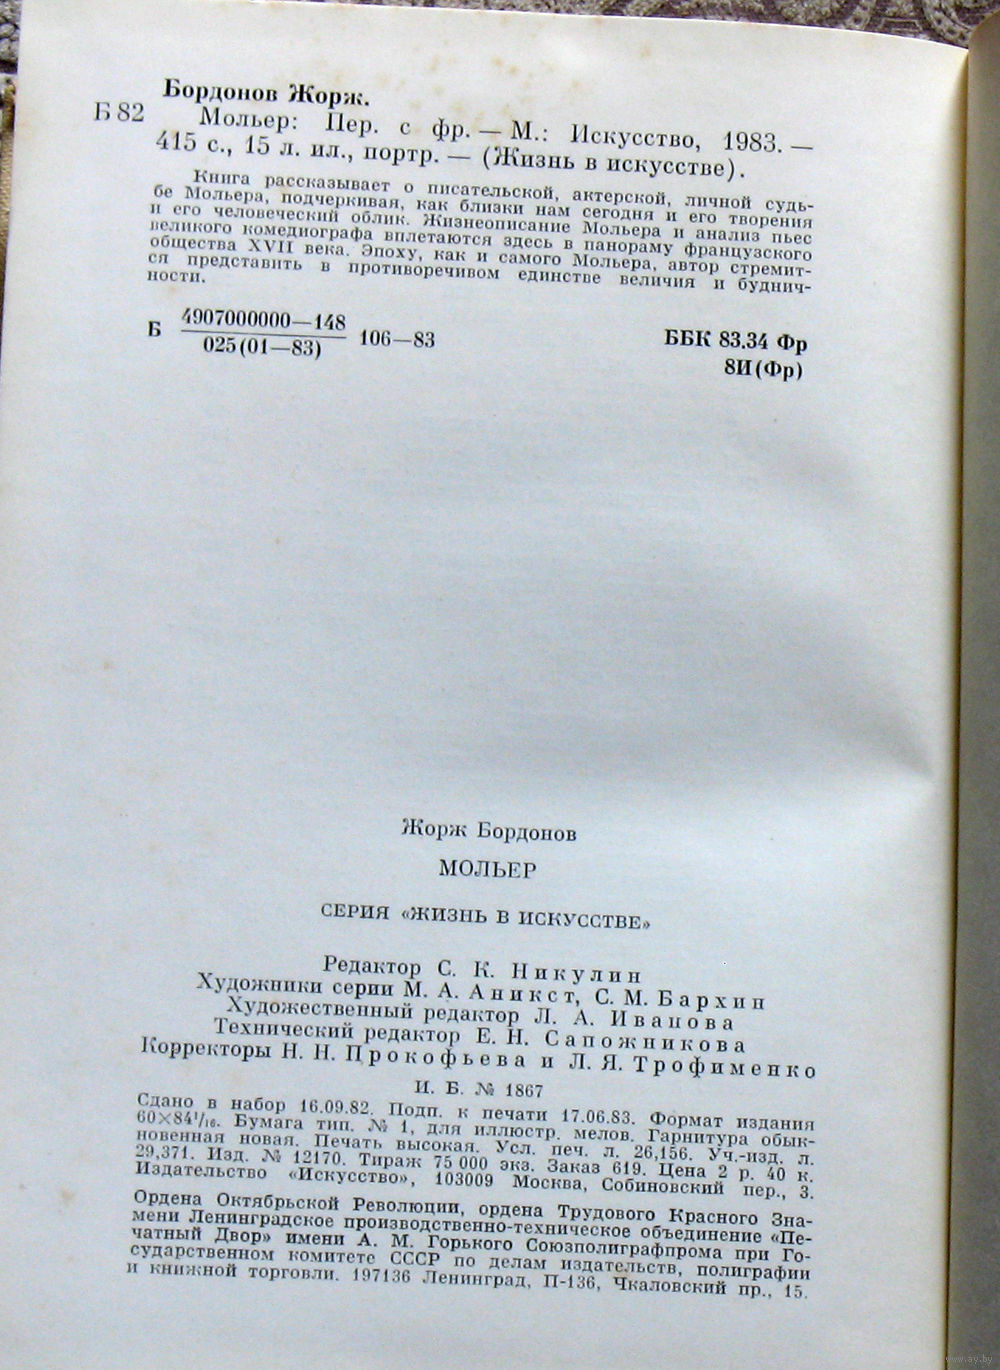 Бордонов Жорж.
Б 82 Мольер: Пер. с фр. — М.: Искусство, 1983. —
415 с., 15 л. ил., портр. — (Жизнь в искусстве).
Книга рассказывает о писательской, актерской, личной судь-
бе Мольера, подчеркивая, как близки нам сегодня и его творения
и его человеческий облик. Жизнеописание Мольера и анализ пьес
великого комедиографа вплетаются здесь в панораму французского
общества XVII века. Эпоху, как и самого Мольера, автор стремит-
ся представить в противоречивом единстве величия и буднич-
ности.
Б 4907000000—148
025(01—83) 106—83
ББК 83.34 Фр
8И(Фр)
Жорж Бордонов
МОЛЬЕР
СЕРИЯ «ЖИЗНЬ В ИСКУССТВЕ»
Редактор С. К. Никулин
Художники серии М. А. Аникст, С. М. Бархин
Художественный редактор Л. А. Иванова
Технический редактор Е. Н. Сапожникова
Корректоры Н. Н. Прокофьева и Л. Я. Трофименко
И. Б. № 1867
Сдано в набор 16.09.82. Подп. к печати 17.06.83. Формат издания
60×84¹/₁₆. Бумага тип. № 1, для иллюстр. мелов. Гарнитура обык-
новенная новая. Печать высокая. Усл. печ. л. 26,156. Уч.-изд. л.
29,371. Изд. № 12170. Тираж 75 000 экз. Заказ 619. Цена 2 р. 40 к.
Издательство «Искусство», 103009 Москва, Собиновский пер., 3.
Ордена Октябрьской Революции, ордена Трудового Красного Зна-
мени Ленинградское производственно-техническое объединение «Пе-
чатный Двор» имени А. М. Горького Союзполиграфпрома при Го-
сударственном комитете СССР по делам издательств, полиграфии
и книжной торговли. 197136 Ленинград, П-136, Чкаловский пр., 15.
www.ay.by